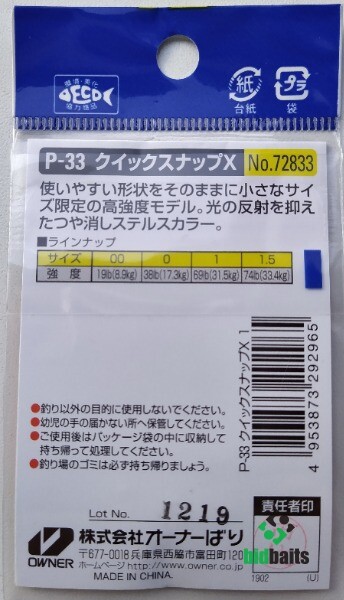 環境・美化
ECO
協力商品
紙
台紙
プラ
袋
P-33 クイックスナップX No.72833
使いやすい形状をそのままに小さなサイ
ズ限定の高強度モデル。光の反射を抑え
たつや消しステルスカラー。
■ラインナップ
サイズ 00 0 1 1.5
強度 19lb(8.9kg) 38lb(17.3kg) 69lb(31.5kg) 74lb(33.4kg)
P-33 クイックスナップX 1
4 953873 292965
●釣り以外の目的に使用しないでください。
●幼児の手の届かない所へ保管してください。
●ご使用後はパッケージ袋の中に収納して
持ち帰って処理してください。
●釣り場のゴミは必ず持ち帰りましょう。
Lot No. 1219
責任者印
OWNER
株式会社オーナーばり
〒677-0018 兵庫県西脇市富田町120
ホームページ http://www.owner.co.jp
MADE IN CHINA.
1902 (U)
bidbaits